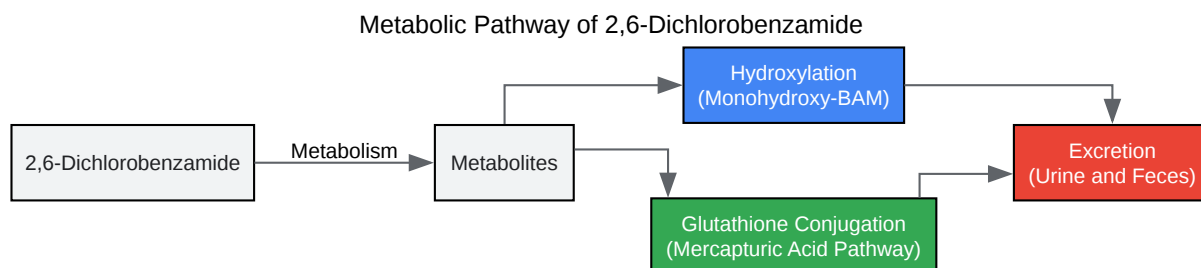 Metabolic Pathway of 2,6-Dichlorobenzamide
Hydroxylation
(Monohydroxy-BAM)
2,6-Dichlorobenzamide
Metabolism
Metabolites
Excretion
(Urine and Feces)
Glutathione Conjugation
(Mercapturic Acid Pathway)